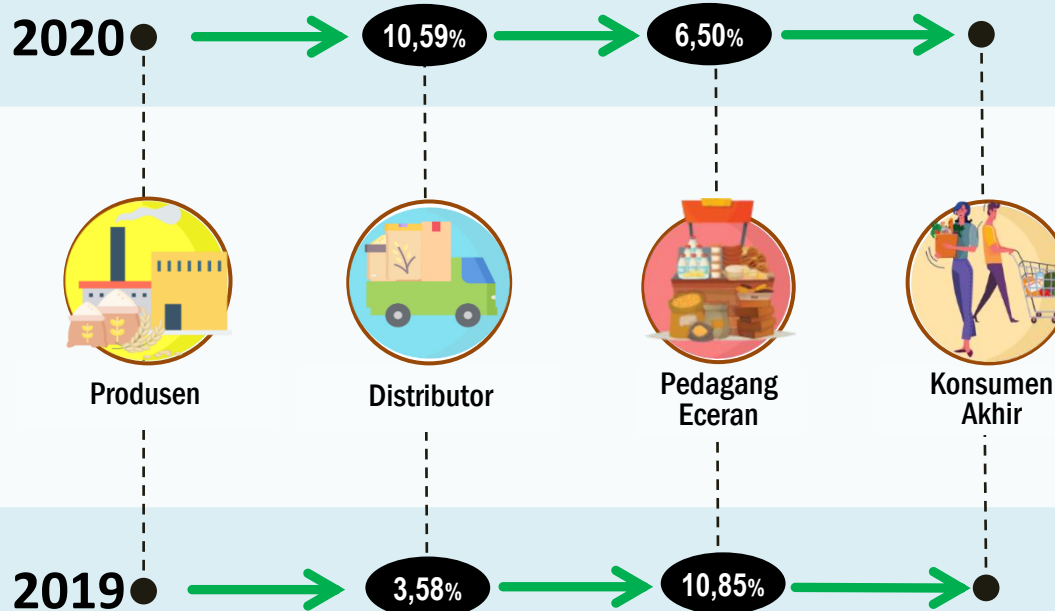 2020
10,59%
6,50%
Produsen
Distributor
Pedagang
Eceran
Konsumen
Akhir
2019
3,58%
10,85%